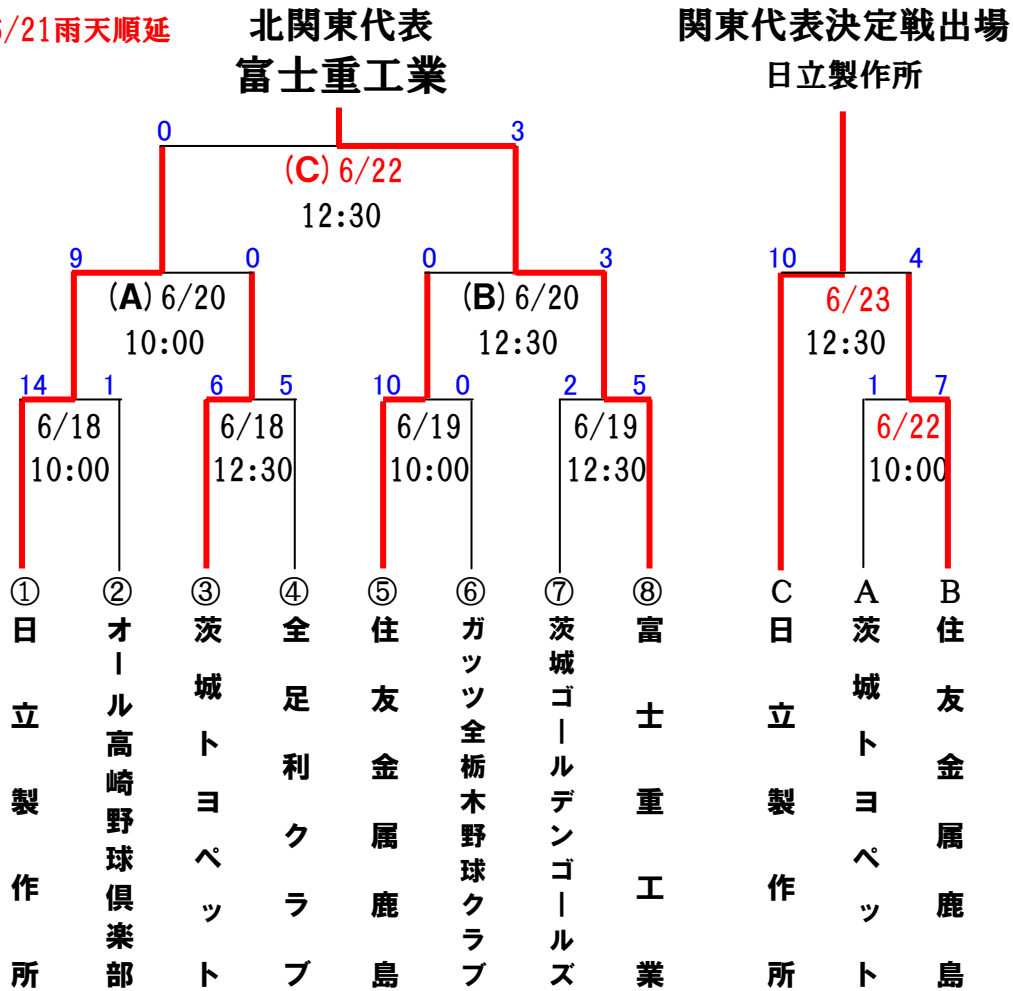 6/21雨天順延
北関東代表
富士重工業
関東代表決定戦出場
日立製作所
0
3
(C)6/22
12:30
9
0
(A)6/20
10:00
0
3
(B)6/20
12:30
10
4
6/23
12:30
14
1
6/18
10:00
6
5
6/18
12:30
10
0
6/19
10:00
2
5
6/19
12:30
1
7
6/22
10:00
①
日立製作所
②
オール高崎野球倶楽部
③
茨城トヨペット
④
全足利クラブ
⑤
住友金属鹿島
⑥
ガッツ全栃木野球クラブ
⑦
茨城ゴールデンゴールズ
⑧
富士重工業
C
日立製作所
A
茨城トヨペット
B
住友金属鹿島